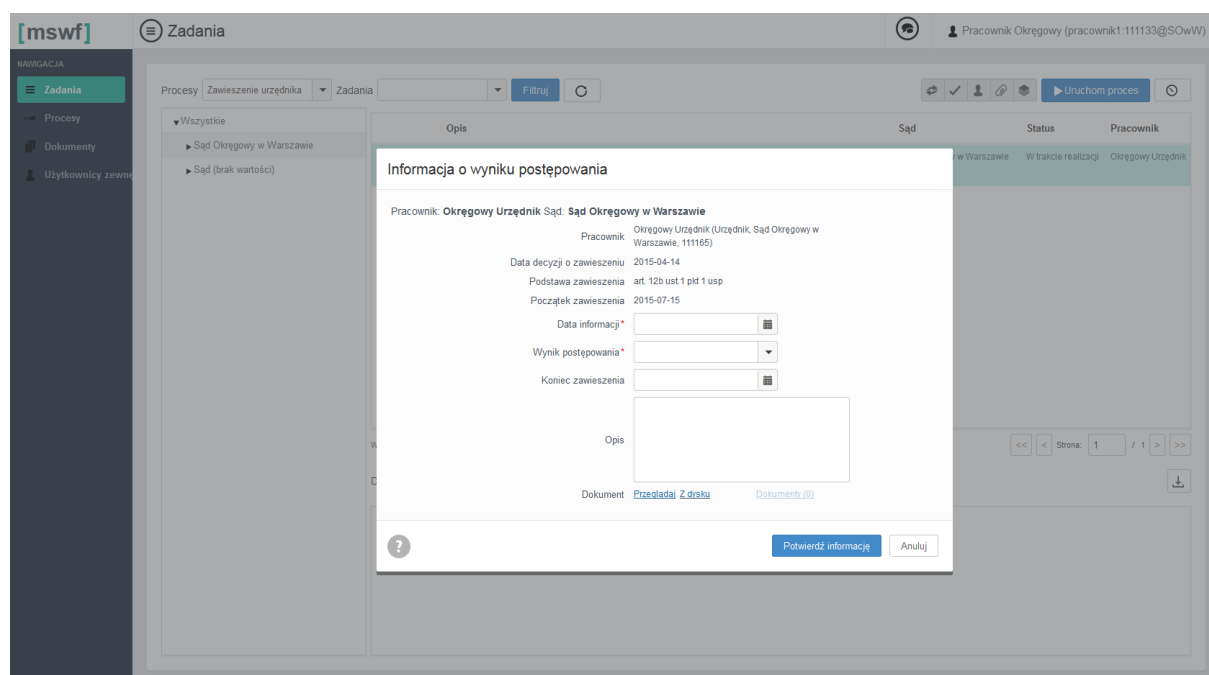 [mswf]
Zadania
Pracownik Okręgowy (pracownik1.111133@SOwW)
NAWIGACJA
Zadania
Procesy
Dokumenty
Użytkownicy zewnę
Procesy Zawieszenie urzędnika Zadania Filtruj Uruchom proces
Wszystkie
Sąd Okręgowy w Warszawie
Sąd (brak wartości)
Opis Sąd Status Pracownik
w Warszawie W trakcie realizacji Okręgowy Urzędnik
Informacja o wyniku postępowania
Pracownik: Okręgowy Urzędnik Sąd: Sąd Okręgowy w Warszawie
Pracownik Okręgowy Urzędnik (Urzędnik, Sąd Okręgowy w
Warszawie, 111165)
Data decyzji o zawieszeniu 2015-04-14
Podstawa zawieszenia art. 12b ust.1 pkt 1 usp
Początek zawieszenia 2015-07-15
Data informacji*
Wynik postępowania*
Koniec zawieszenia
Opis
Dokument Przeglądaj Z dysku Dokumenty (0)
? Potwierdź informację Anuluj
<< < Strona: 1 / 1 > >>